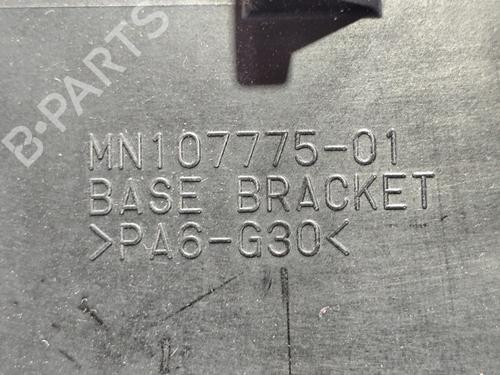 B-PARTS
MN107775-01
BASE BRACKET
>PA6-G30<